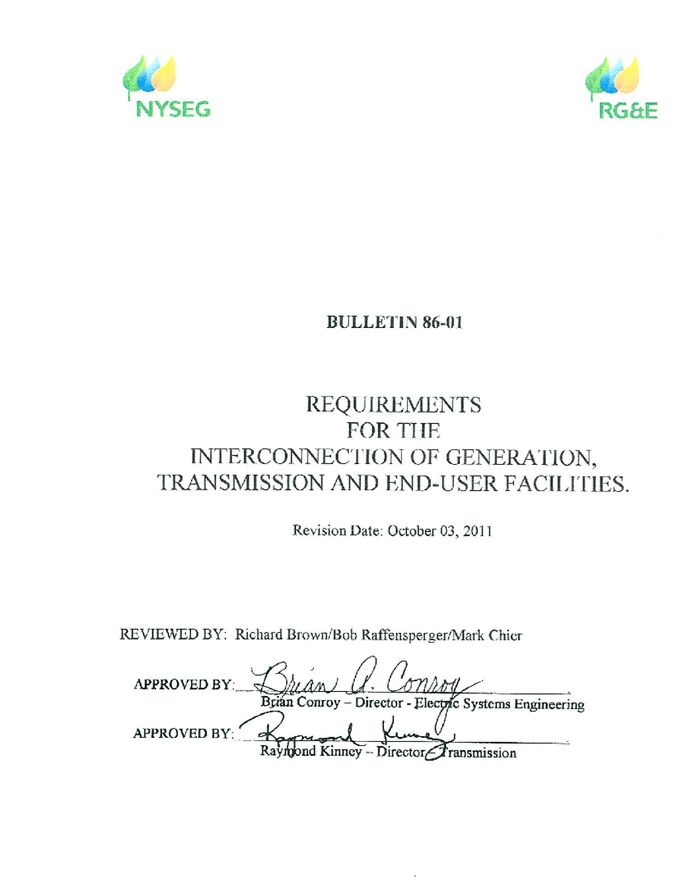 NYSEG RG&E
BULLETIN 86-01
REQUIREMENTS
FOR THE
INTERCONNECTION OF GENERATION,
TRANSMISSION AND END-USER FACILITIES.
Revision Date: October 03, 2011
REVIEWED BY: Richard Brown/Bob Raffensperger/Mark Chier
APPROVED BY: Brian A. Conroy
Brian Conroy – Director - Electric Systems Engineering
APPROVED BY: Raymond Kinney
Raymond Kinney – Director – Transmission